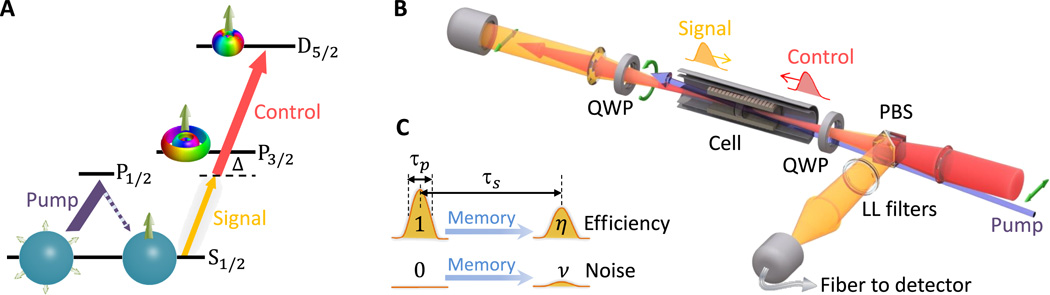 A
D5/2
Control
P3/2
Δ
P1/2
Pump
Signal
S1/2
B
Signal
Control
QWP
Cell
QWP
PBS
LL filters
Pump
Fiber to detector
C
τp
τs
1
Memory
η
Efficiency
0
Memory
ν
Noise